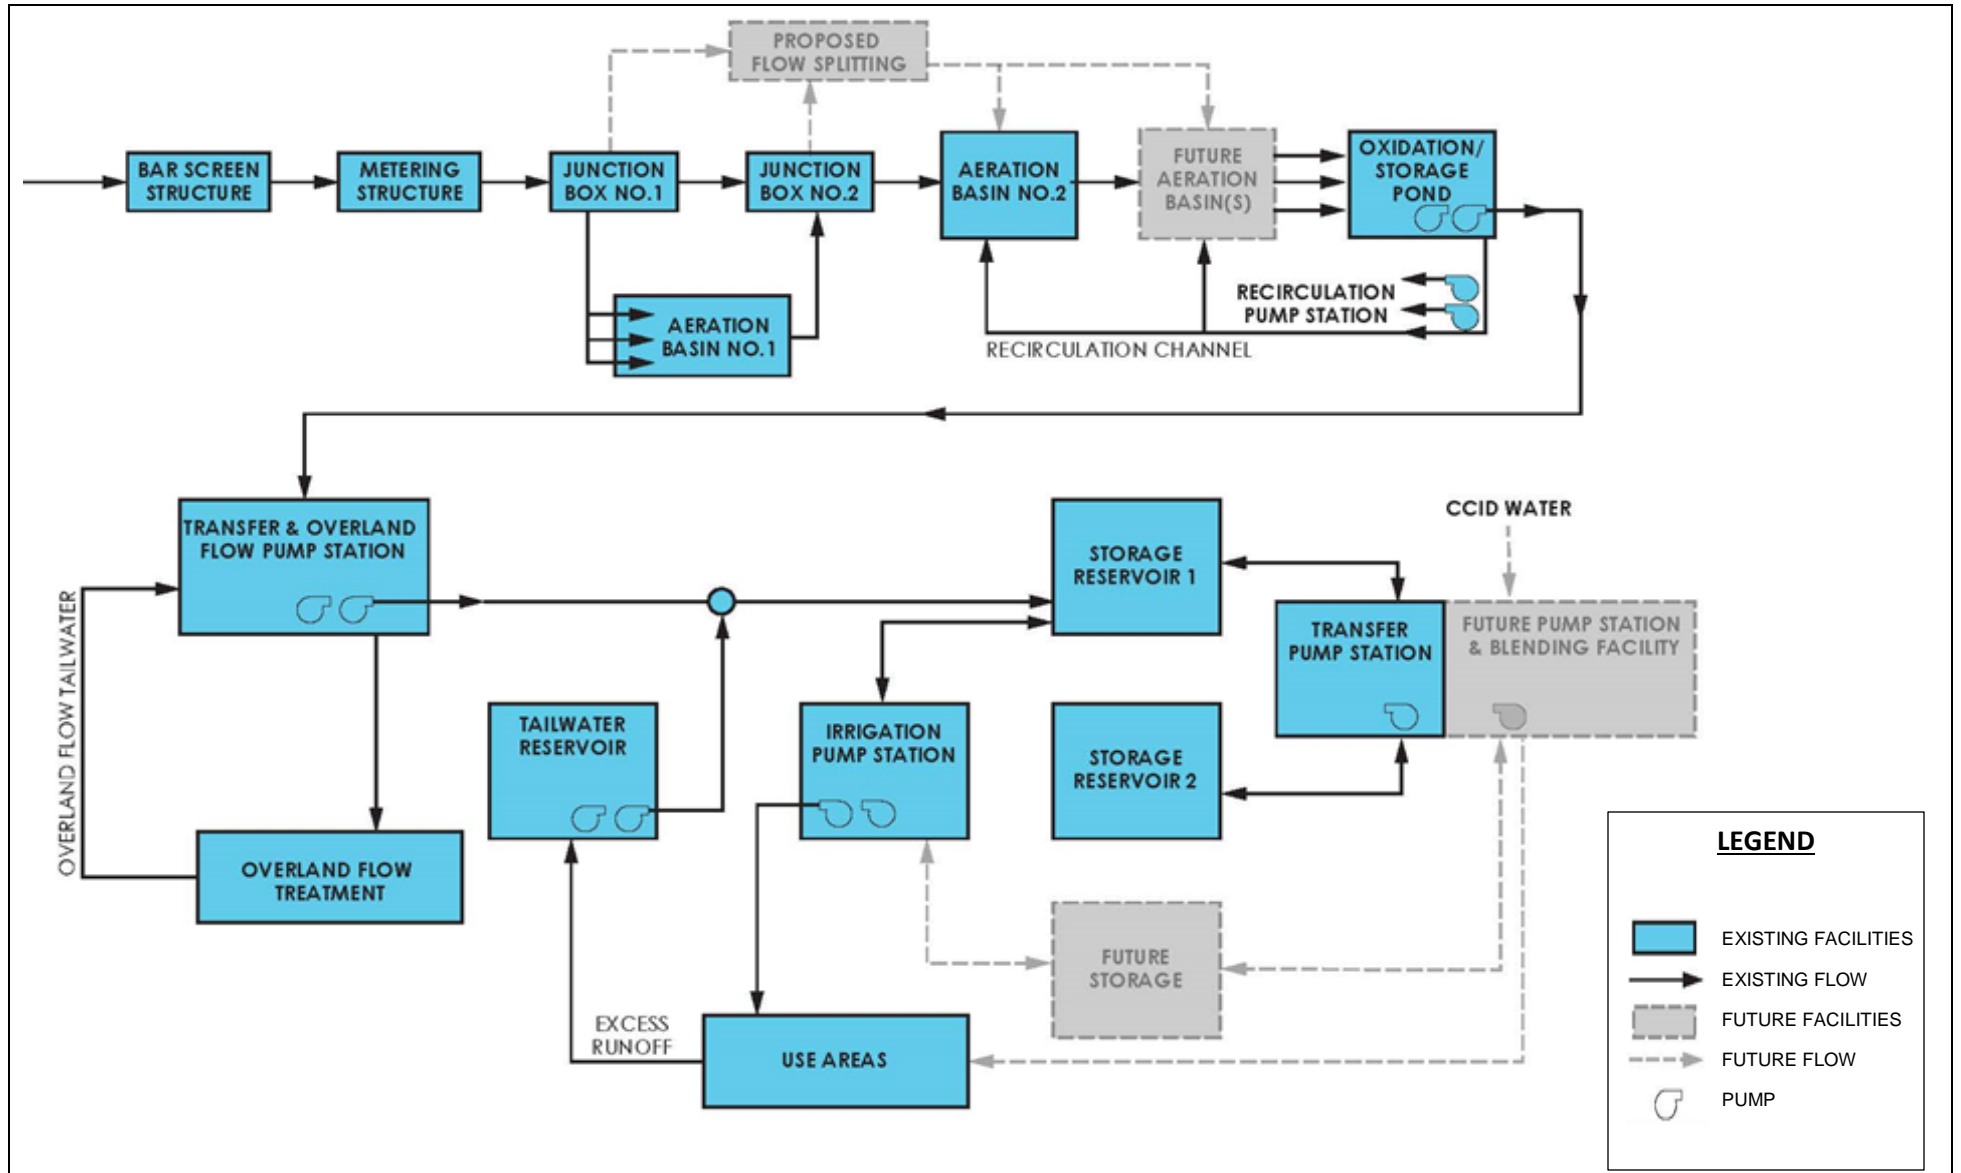 PROPOSED
FLOW SPLITTING
BAR SCREEN
STRUCTURE
METERING
STRUCTURE
JUNCTION
BOX NO.1
JUNCTION
BOX NO.2
AERATION
BASIN NO.2
FUTURE
AERATION
BASIN(S)
OXIDATION/
STORAGE
POND
AERATION
BASIN NO.1
RECIRCULATION
PUMP STATION
RECIRCULATION CHANNEL
TRANSFER & OVERLAND
FLOW PUMP STATION
OVERLAND FLOW TAILWATER
OVERLAND FLOW
TREATMENT
TAILWATER
RESERVOIR
IRRIGATION
PUMP STATION
STORAGE
RESERVOIR 1
STORAGE
RESERVOIR 2
CCID WATER
TRANSFER
PUMP STATION
FUTURE PUMP STATION
& BLENDING FACILITY
FUTURE
STORAGE
EXCESS
RUNOFF
USE AREAS
LEGEND
EXISTING FACILITIES
EXISTING FLOW
FUTURE FACILITIES
FUTURE FLOW
PUMP